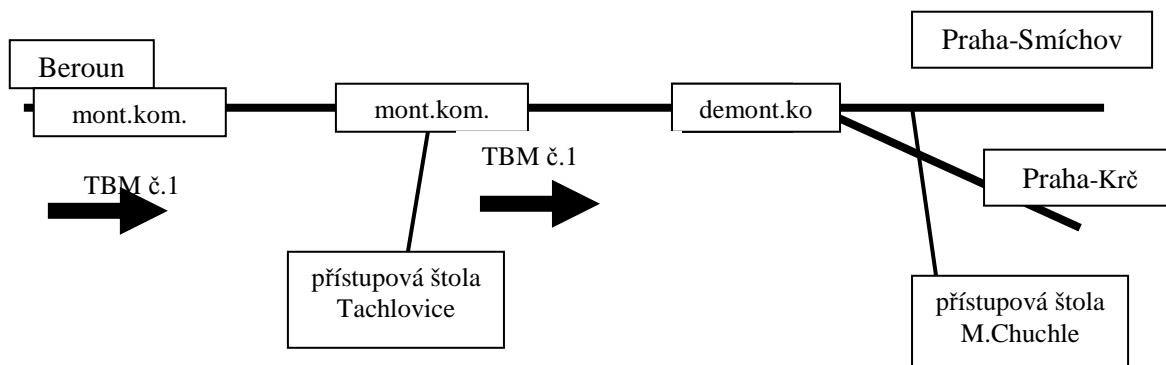 Praha-Smíchov
Beroun
mont.kom.
mont.kom.
demont.ko
TBM č.1
TBM č.1
Praha-Krč
přístupová štola
Tachlovice
přístupová štola
M.Chuchle